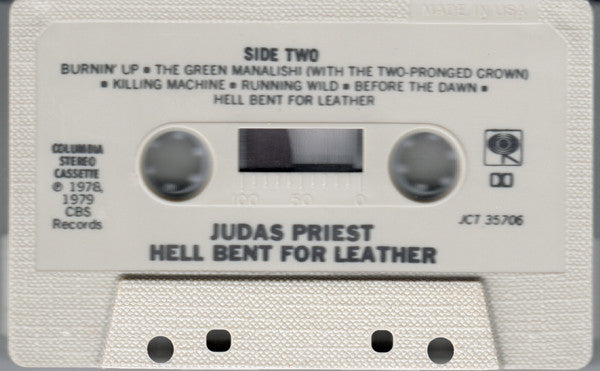 MADE IN USA
SIDE TWO
BURNIN' UP ■ THE GREEN MANALISHI (WITH THE TWO-PRONGED CROWN)
■ KILLING MACHINE ■ RUNNING WILD ■ BEFORE THE DAWN ■
HELL BENT FOR LEATHER
COLUMBIA
STEREO
CASSETTE
℗ 1978,
1979
CBS
Records
100 50 0
JCT 35706
JUDAS PRIEST
HELL BENT FOR LEATHER